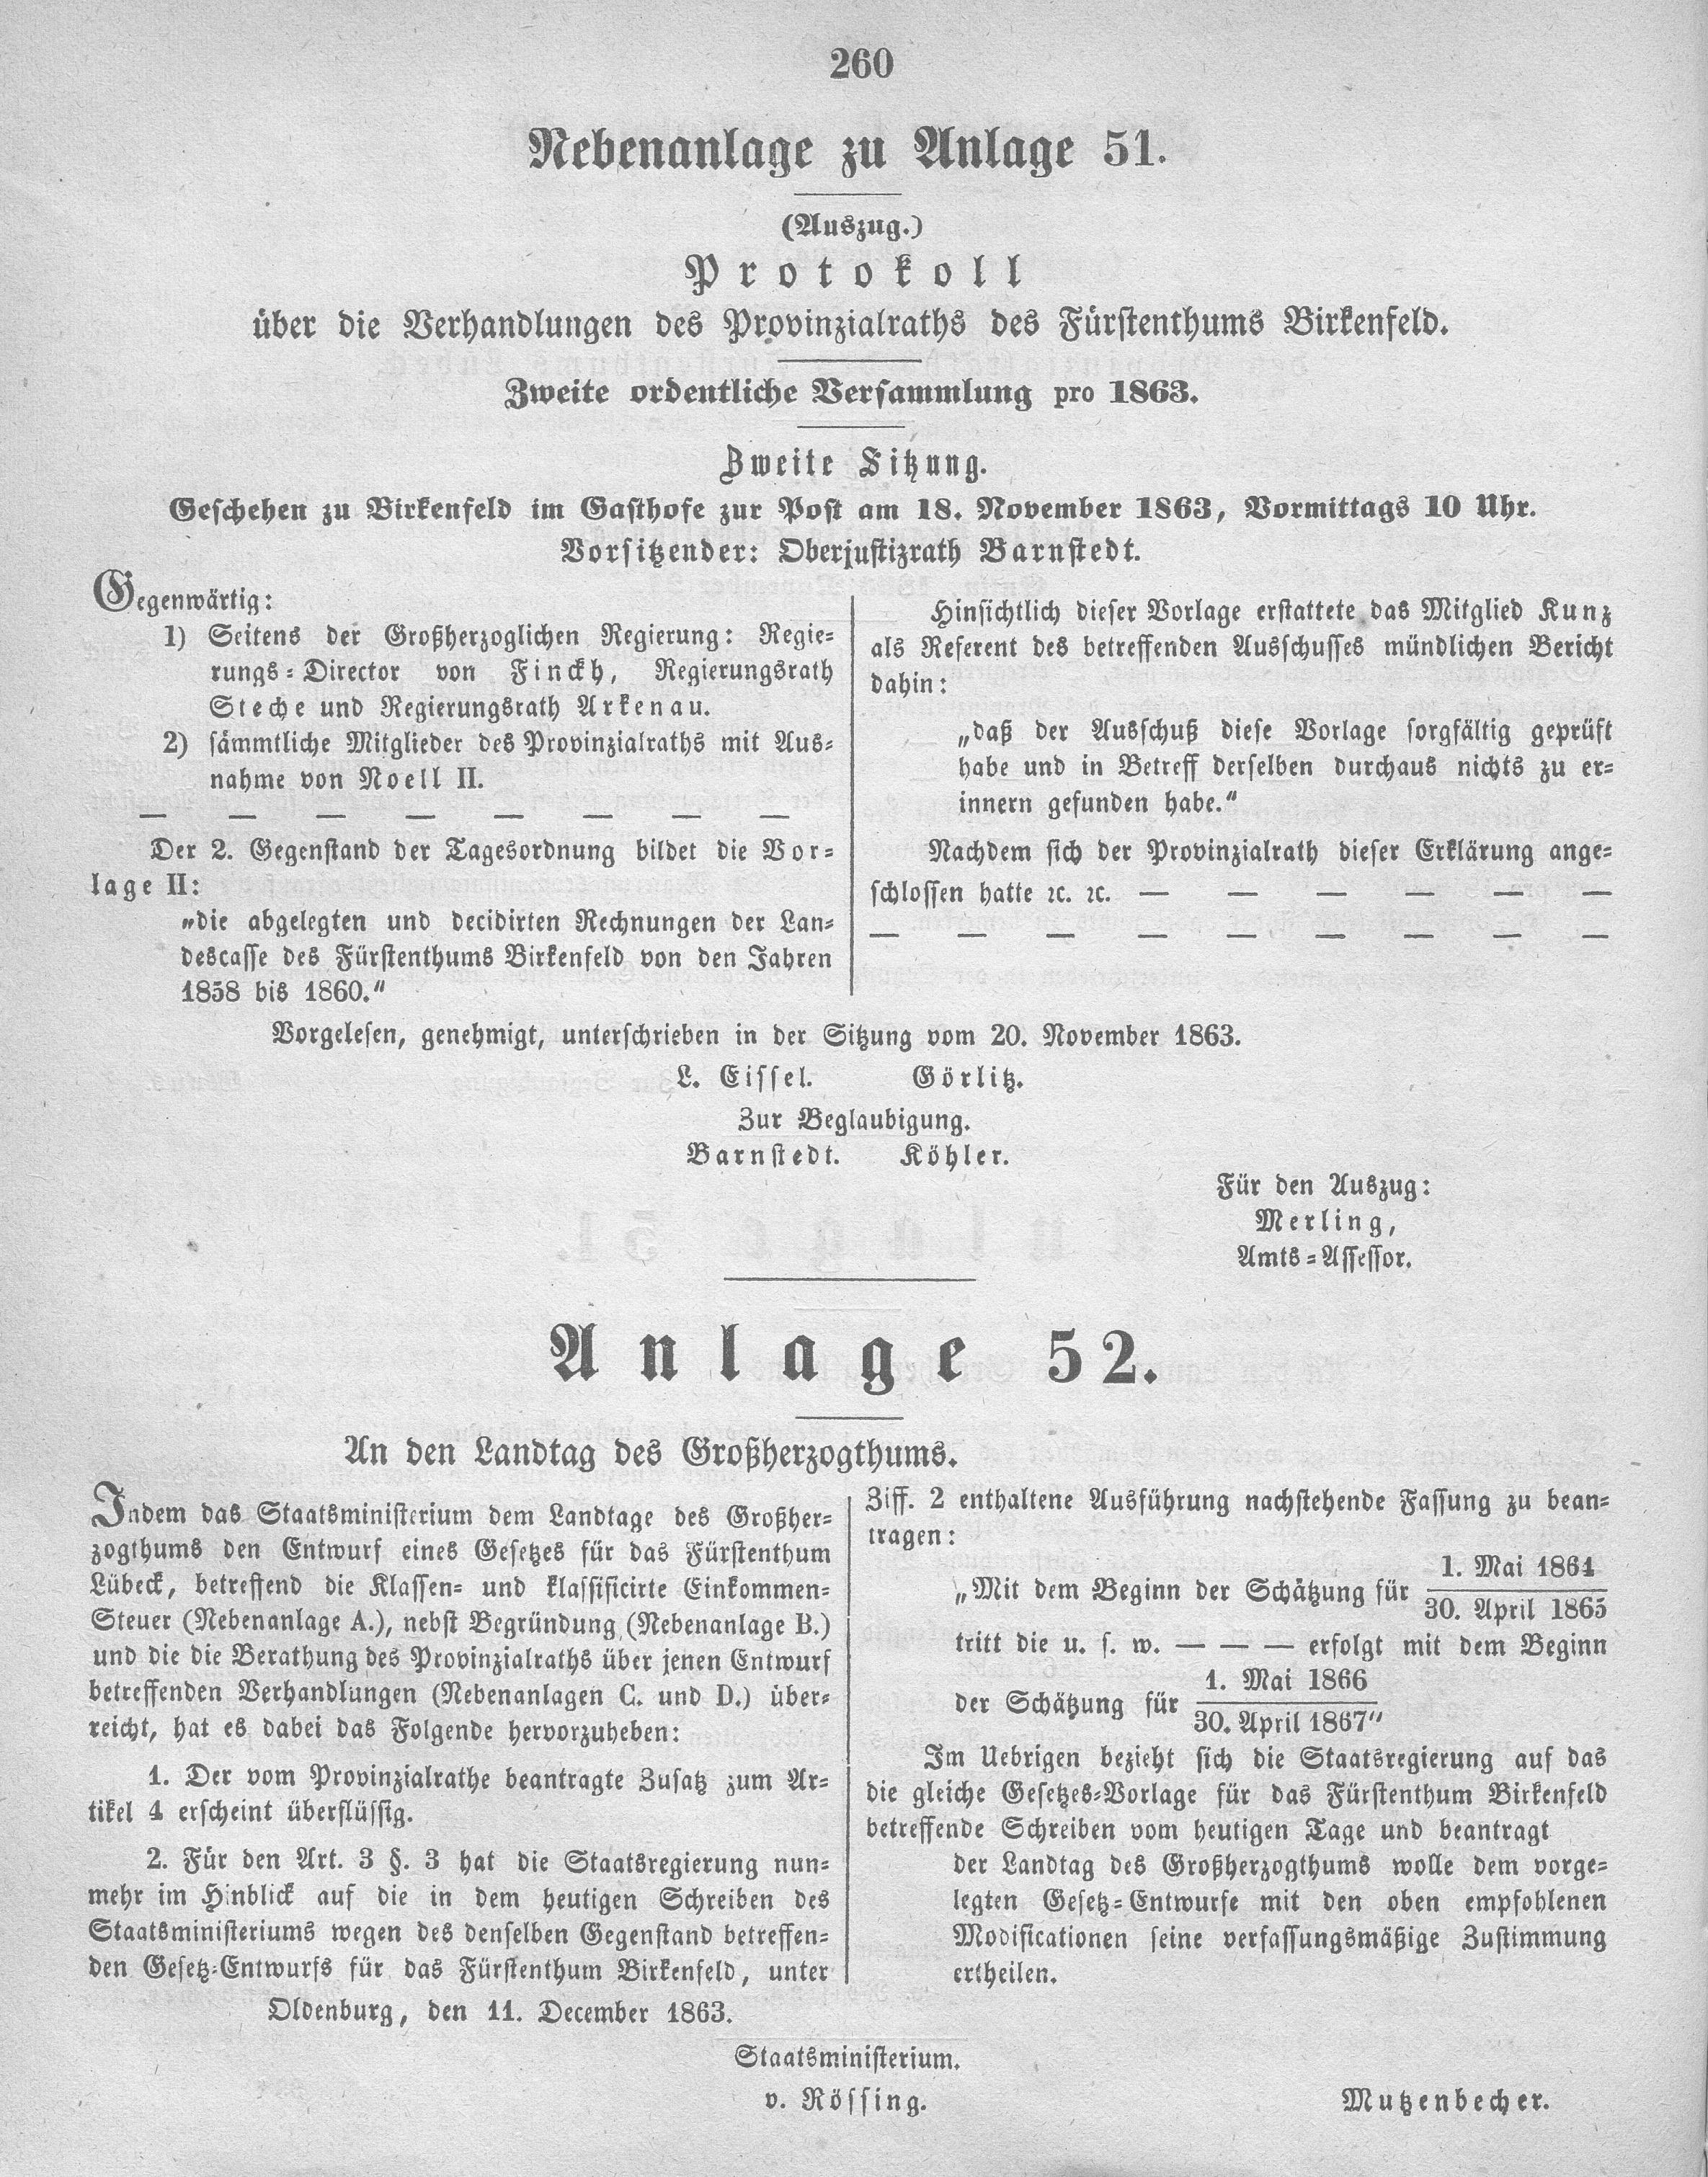 260
Nebenanlage zu Anlage 51.
(Auszug.)
Protokoll
über die Verhandlungen des Provinzialraths des Fürstenthums Birkenfeld.
Zweite ordentliche Versammlung pro 1863.
Zweite Sitzung.
Geschehen zu Birkenfeld im Gasthofe zur Post am 18. November 1863, Vormittags 10 Uhr.
Vorsitzender: Oberjustizrath Barnstedt.
Gegenwärtig:
1) Seitens der Großherzoglichen Regierung: Regie-
rungs-Director von Finckh, Regierungsrath
Steche und Regierungsrath Arkenau.
2) sämmtliche Mitglieder des Provinzialraths mit Aus-
nahme von Noell II.
— — — — — — — —
Der 2. Gegenstand der Tagesordnung bildet die Vor-
lage II:
„die abgelegten und decidirten Rechnungen der Lan-
descasse des Fürstenthums Birkenfeld von den Jahren
1858 bis 1860.“
Hinsichtlich dieser Vorlage erstattete das Mitglied Kunz
als Referent des betreffenden Ausschusses mündlichen Bericht
dahin:
„daß der Ausschuß diese Vorlage sorgfältig geprüft
habe und in Betreff derselben durchaus nichts zu er-
innern gefunden habe.“
Nachdem sich der Provinzialrath dieser Erklärung ange-
schlossen hatte ꝛc. ꝛc. — — — — — —
— — — — — — — — —
Vorgelesen, genehmigt, unterschrieben in der Sitzung vom 20. November 1863.
L. Eissel. Görlitz.
Zur Beglaubigung.
Barnstedt. Köhler.
Für den Auszug:
Merling,
Amts-Assessor.
Anlage 52.
An den Landtag des Großherzogthums.
Indem das Staatsministerium dem Landtage des Großher-
zogthums den Entwurf eines Gesetzes für das Fürstenthum
Lübeck, betreffend die Klassen- und klassificirte Einkommen-
Steuer (Nebenanlage A.), nebst Begründung (Nebenanlage B.)
und die die Berathung des Provinzialraths über jenen Entwurf
betreffenden Verhandlungen (Nebenanlagen C. und D.) über-
reicht, hat es dabei das Folgende hervorzuheben:
1. Der vom Provinzialrathe beantragte Zusatz zum Ar-
tikel 4 erscheint überflüssig.
2. Für den Art. 3 §. 3 hat die Staatsregierung nun-
mehr im Hinblick auf die in dem heutigen Schreiben des
Staatsministeriums wegen des denselben Gegenstand betreffen-
den Gesetz-Entwurfs für das Fürstenthum Birkenfeld, unter
Ziff. 2 enthaltene Ausführung nachstehende Fassung zu bean-
tragen:
„Mit dem Beginn der Schätzung für 1. Mai 1864
30. April 1865
tritt die u. s. w. — — — erfolgt mit dem Beginn
der Schätzung für 1. Mai 1866
30. April 1867“
Im Uebrigen bezieht sich die Staatsregierung auf das
die gleiche Gesetzes-Vorlage für das Fürstenthum Birkenfeld
betreffende Schreiben vom heutigen Tage und beantragt
der Landtag des Großherzogthums wolle dem vorge-
legten Gesetz-Entwurfe mit den oben empfohlenen
Modificationen seine verfassungsmäßige Zustimmung
ertheilen.
Oldenburg, den 11. December 1863.
Staatsministerium.
v. Rössing. Mutzenbecher.